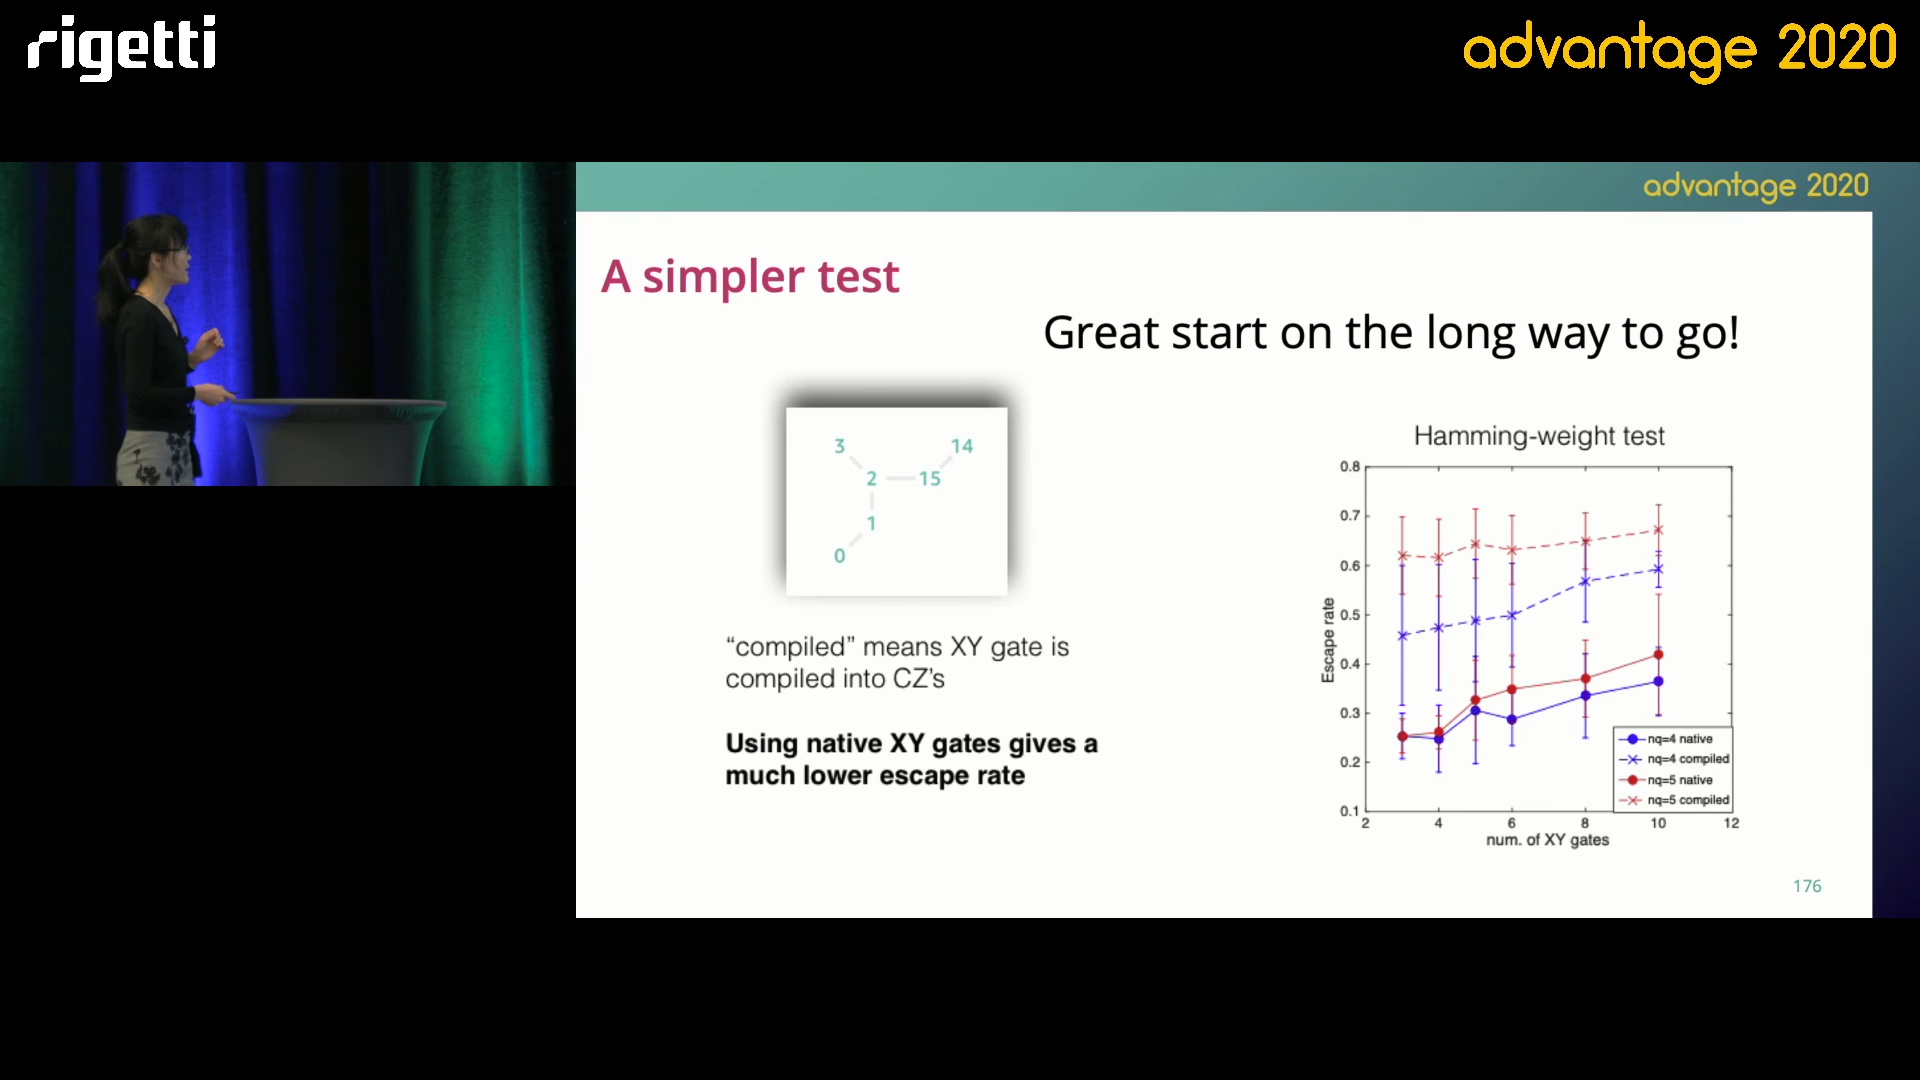 rigetti
advantage 2020
advantage 2020
A simpler test
Great start on the long way to go!
3
14
2
15
1
0
“compiled” means XY gate is
compiled into CZ’s
Using native XY gates gives a
much lower escape rate
Hamming-weight test
0.8
0.7
0.6
0.5
0.4
0.3
0.2
0.1
Escape rate
nq=4 native
nq=4 compiled
nq=5 native
nq=5 compiled
2
4
6
8
10
12
num. of XY gates
176